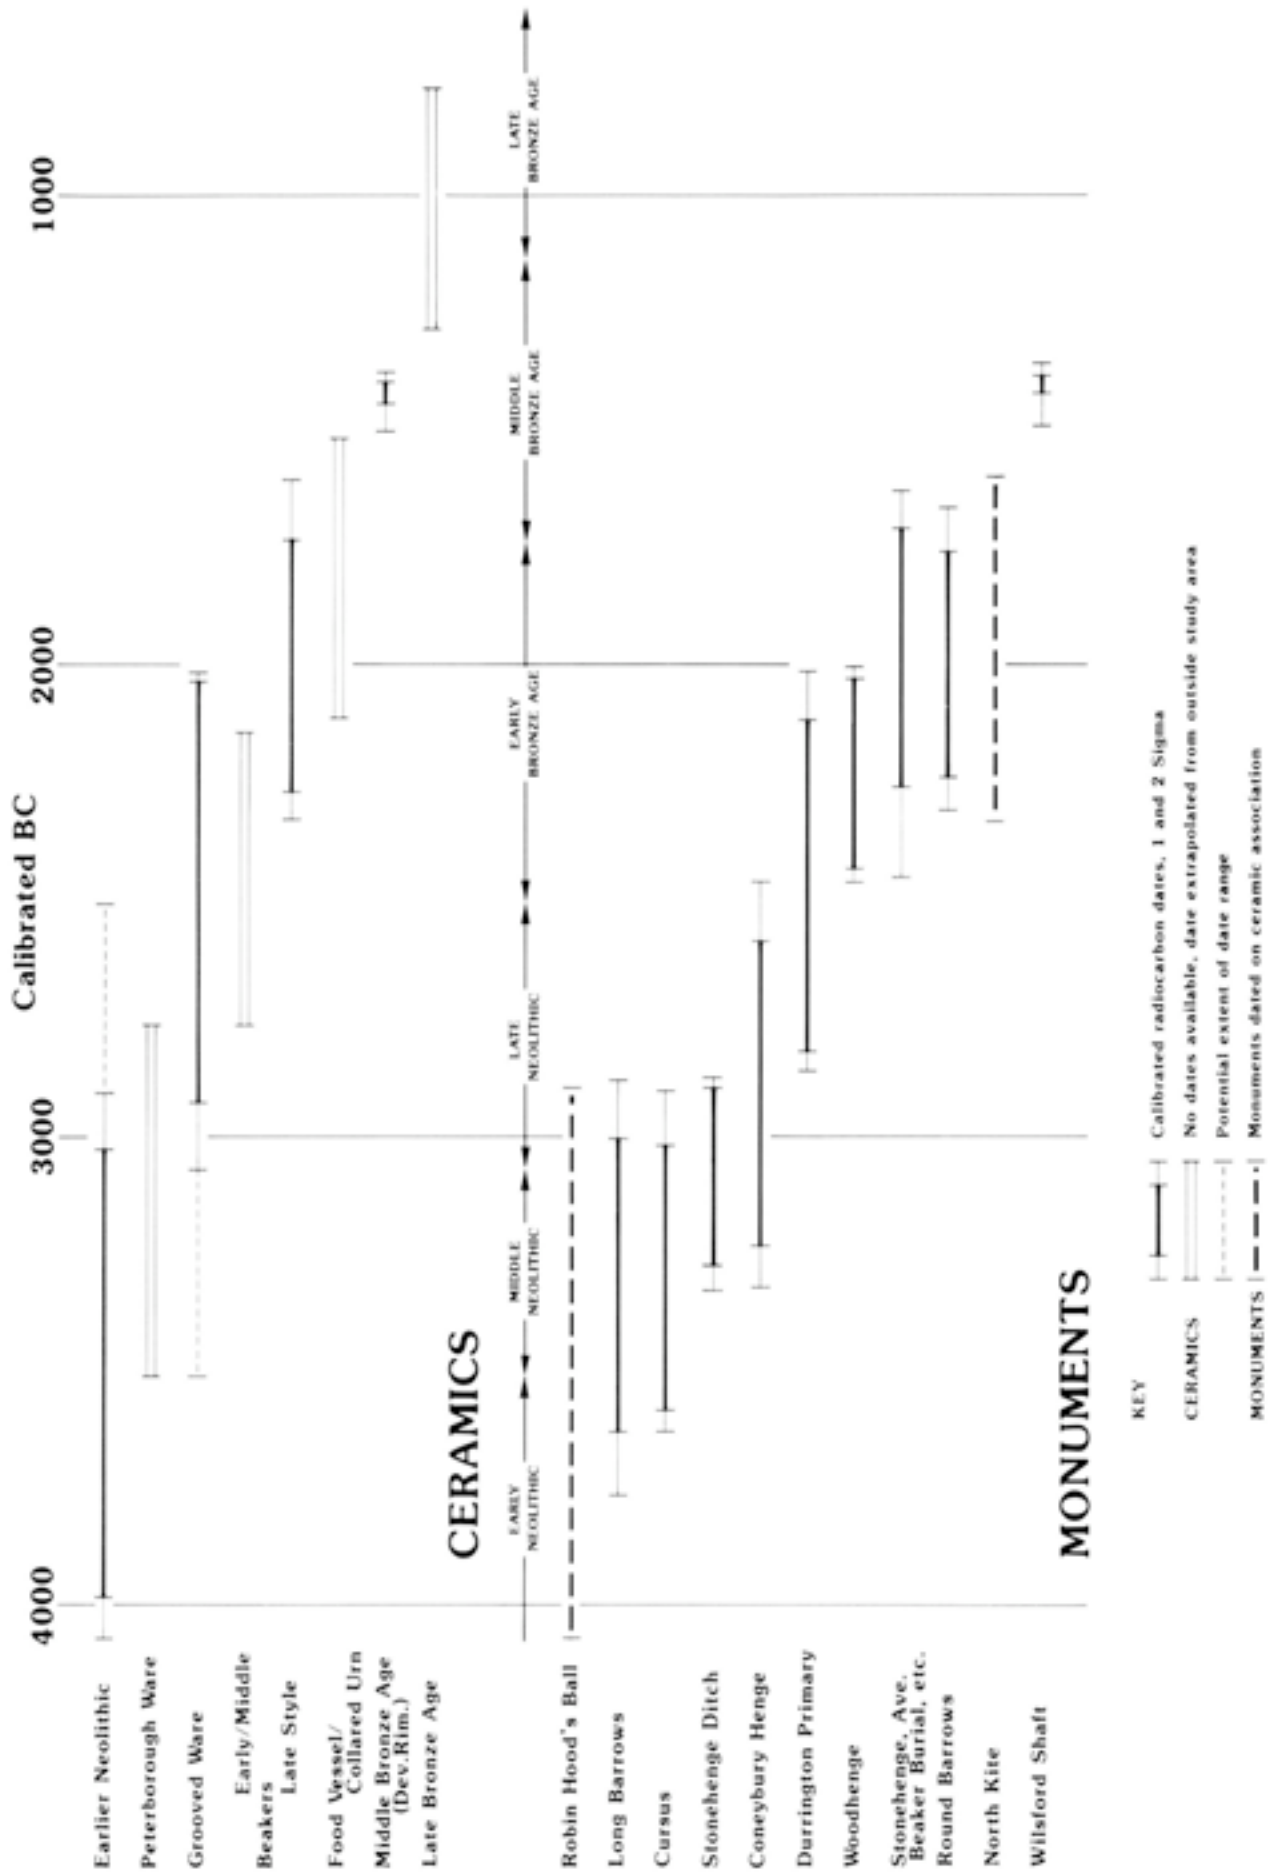 Calibrated BC
4000
3000
2000
1000
Earlier Neolithic
Peterborough Ware
Grooved Ware
Early/Middle
Beakers
Late Style
Food Vessel/
Collared Urn
Middle Bronze Age
(Dev.Rim.)
Late Bronze Age
CERAMICS
EARLY
NEOLITHIC
MIDDLE
NEOLITHIC
LATE
NEOLITHIC
EARLY
BRONZE AGE
MIDDLE
BRONZE AGE
LATE
BRONZE AGE
Robin Hood's Ball
Long Barrows
Cursus
Stonehenge Ditch
Coneybury Henge
Durrington Primary
Woodhenge
Stonehenge, Ave.
Beaker Burial, etc.
Round Barrows
North Kite
Wilsford Shaft
MONUMENTS
KEY
Calibrated radiocarbon dates, 1 and 2 Sigma
CERAMICS
No dates available, date extrapolated from outside study area
Potential extent of date range
MONUMENTS
Monuments dated on ceramic association